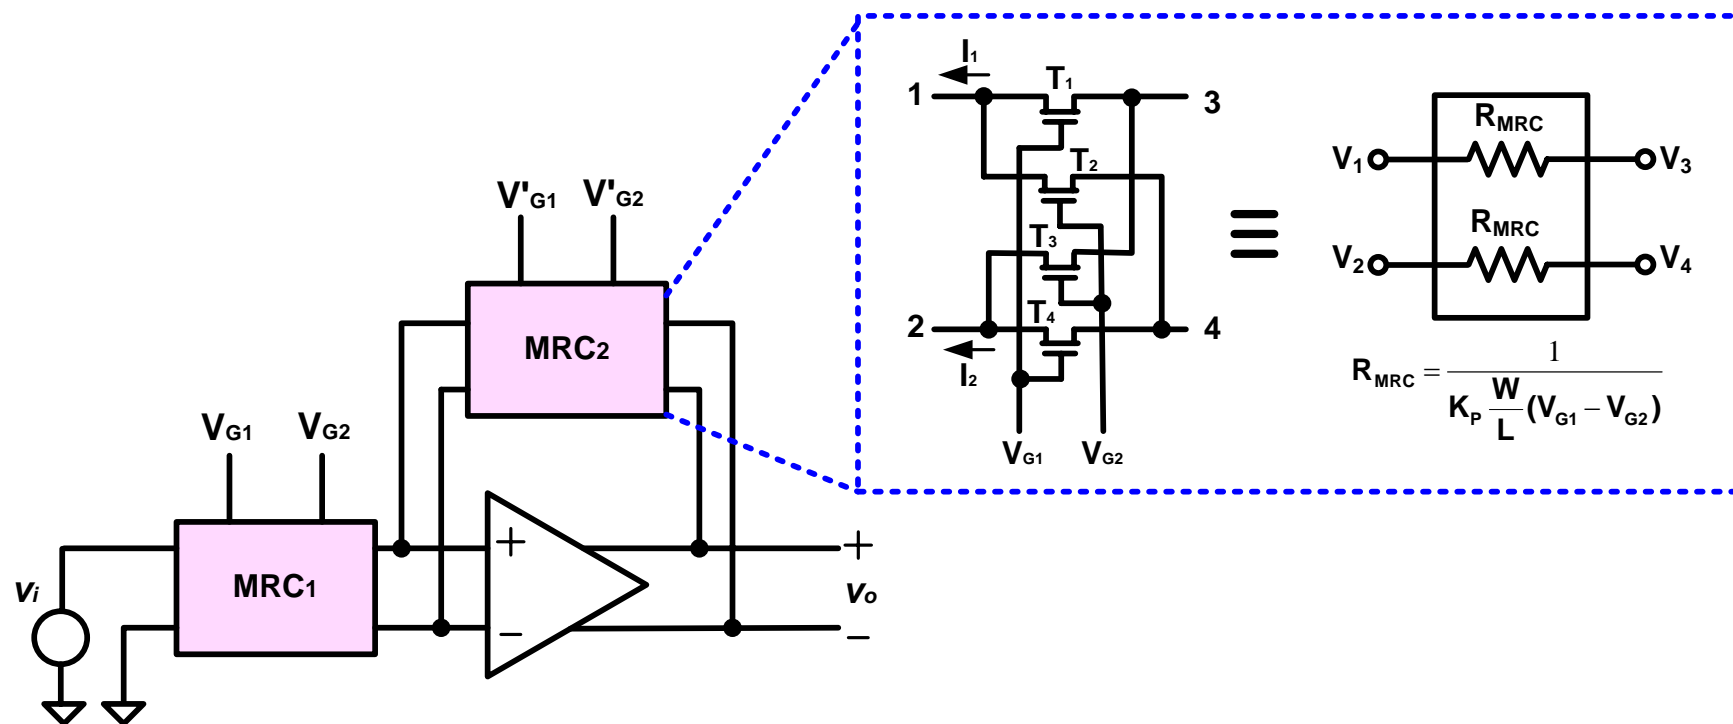 I1
T1
1
3
T2
T3
T4
2
4
I2
VG1 VG2
RMRC
V1
V3
RMRC
V2
V4
RMRC = 1 / (KP W/L (VG1 − VG2))
V'G1 V'G2
MRC2
VG1 VG2
MRC1
vi
+
−
+
vo
−